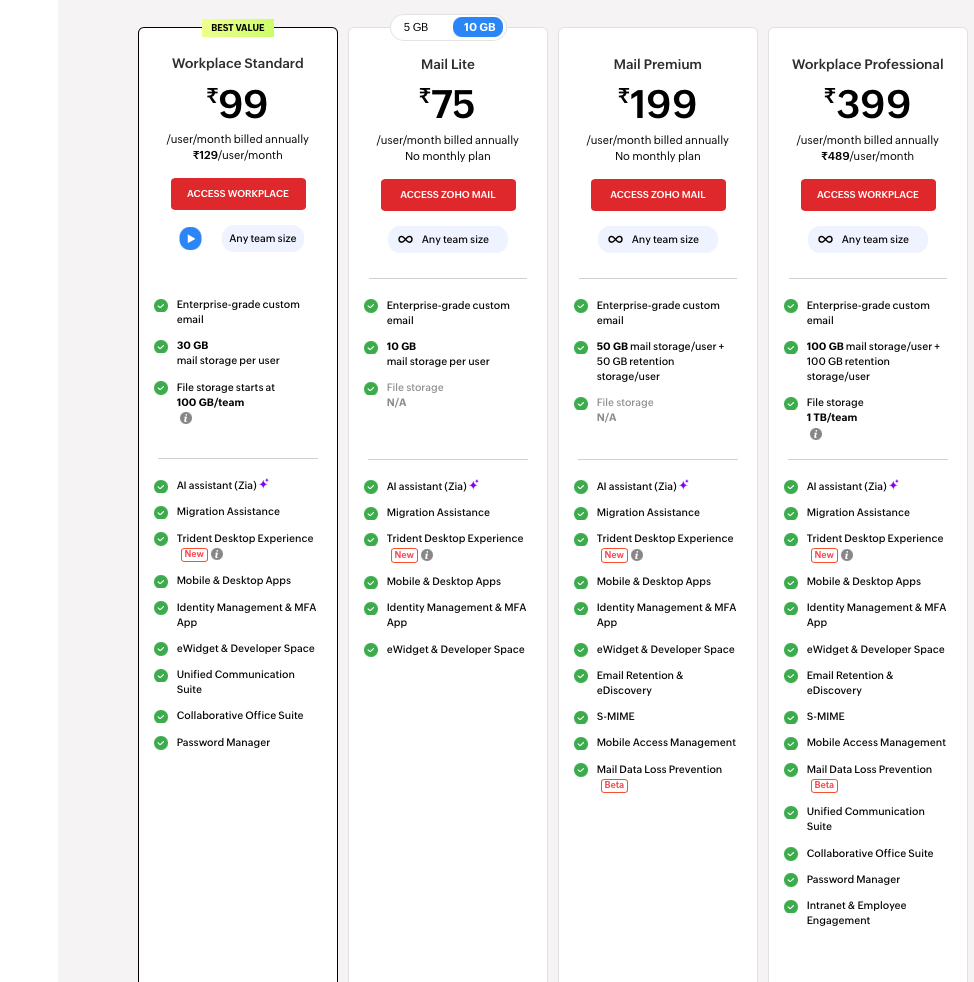 BEST VALUE
Workplace Standard
₹99
/user/month billed annually
₹129/user/month
ACCESS WORKPLACE
Any team size
Enterprise-grade custom
email
30 GB
mail storage per user
File storage starts at
100 GB/team
i
AI assistant (Zia)
Migration Assistance
Trident Desktop Experience
New i
Mobile & Desktop Apps
Identity Management & MFA
App
eWidget & Developer Space
Unified Communication
Suite
Collaborative Office Suite
Password Manager
5 GB 10 GB
Mail Lite
₹75
/user/month billed annually
No monthly plan
ACCESS ZOHO MAIL
∞ Any team size
Enterprise-grade custom
email
10 GB
mail storage per user
File storage
N/A
AI assistant (Zia)
Migration Assistance
Trident Desktop Experience
New i
Mobile & Desktop Apps
Identity Management & MFA
App
eWidget & Developer Space
Mail Premium
₹199
/user/month billed annually
No monthly plan
ACCESS ZOHO MAIL
∞ Any team size
Enterprise-grade custom
email
50 GB mail storage/user +
50 GB retention
storage/user
File storage
N/A
AI assistant (Zia)
Migration Assistance
Trident Desktop Experience
New i
Mobile & Desktop Apps
Identity Management & MFA
App
eWidget & Developer Space
Email Retention &
eDiscovery
S-MIME
Mobile Access Management
Mail Data Loss Prevention
Beta
Workplace Professional
₹399
/user/month billed annually
₹489/user/month
ACCESS WORKPLACE
∞ Any team size
Enterprise-grade custom
email
100 GB mail storage/user +
100 GB retention
storage/user
File storage
1 TB/team
i
AI assistant (Zia)
Migration Assistance
Trident Desktop Experience
New i
Mobile & Desktop Apps
Identity Management & MFA
App
eWidget & Developer Space
Email Retention &
eDiscovery
S-MIME
Mobile Access Management
Mail Data Loss Prevention
Beta
Unified Communication
Suite
Collaborative Office Suite
Password Manager
Intranet & Employee
Engagement